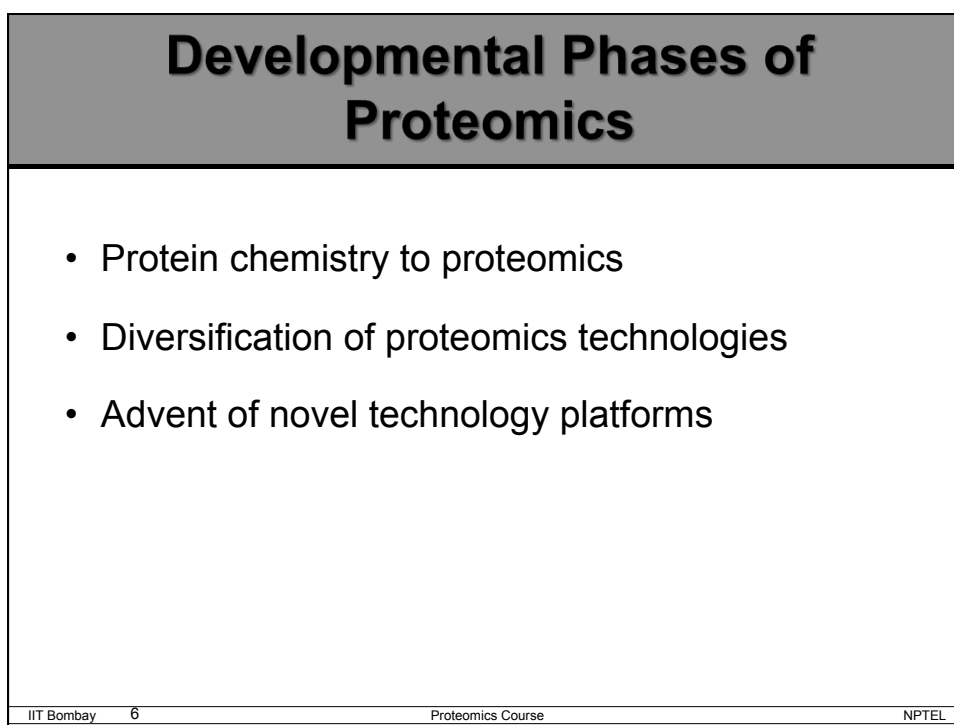 Developmental Phases of
Proteomics
• Protein chemistry to proteomics
• Diversification of proteomics technologies
• Advent of novel technology platforms
IIT Bombay 6 Proteomics Course NPTEL